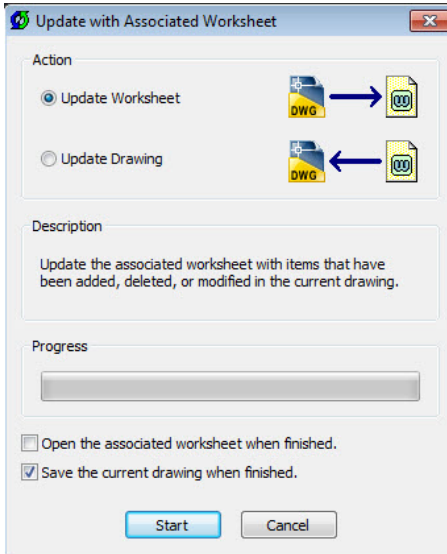 Update with Associated Worksheet
Action
Update Worksheet
DWG
Update Drawing
DWG
Description
Update the associated worksheet with items that have
been added, deleted, or modified in the current drawing.
Progress
Open the associated worksheet when finished.
Save the current drawing when finished.
Start
Cancel